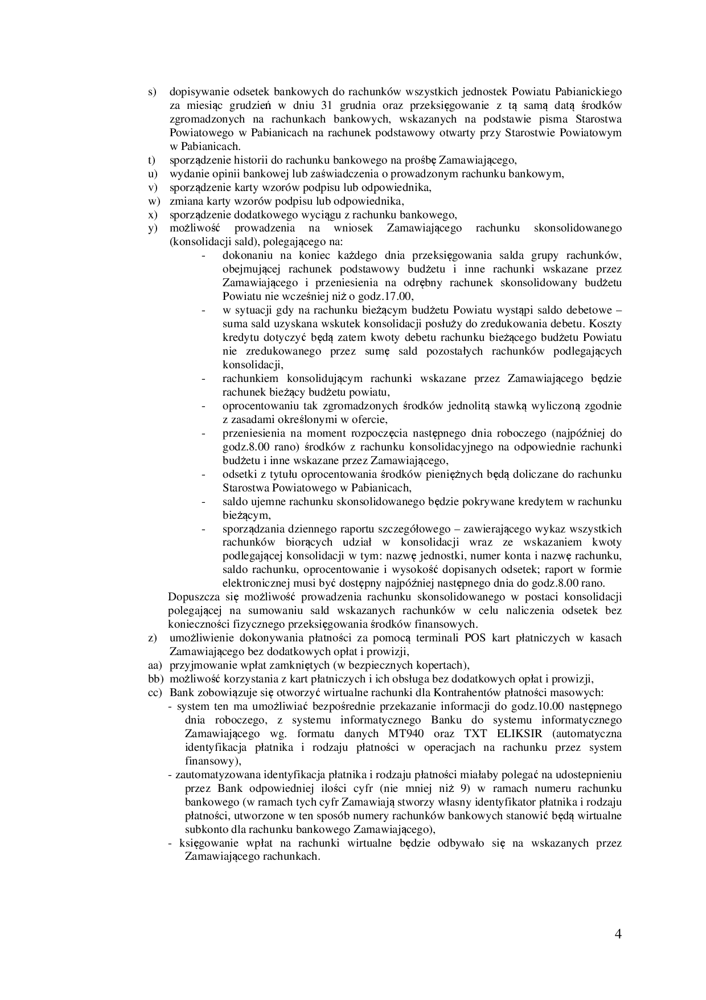 s) dopisywanie odsetek bankowych do rachunków wszystkich jednostek Powiatu Pabianickiego
za miesiąc grudzień w dniu 31 grudnia oraz przeksięgowanie z tą samą datą środków
zgromadzonych na rachunkach bankowych, wskazanych na podstawie pisma Starostwa
Powiatowego w Pabianicach na rachunek podstawowy otwarty przy Starostwie Powiatowym
w Pabianicach.
t) sporządzenie historii do rachunku bankowego na prośbę Zamawiającego,
u) wydanie opinii bankowej lub zaświadczenia o prowadzonym rachunku bankowym,
v) sporządzenie karty wzorów podpisu lub odpowiednika,
w) zmiana karty wzorów podpisu lub odpowiednika,
x) sporządzenie dodatkowego wyciągu z rachunku bankowego,
y) możliwość prowadzenia na wniosek Zamawiającego rachunku skonsolidowanego
(konsolidacji sald), polegającego na:
- dokonaniu na koniec każdego dnia przeksięgowania salda grupy rachunków,
obejmującej rachunek podstawowy budżetu i inne rachunki wskazane przez
Zamawiającego i przeniesienia na odrębny rachunek skonsolidowany budżetu
Powiatu nie wcześniej niż o godz.17.00,
- w sytuacji gdy na rachunku bieżącym budżetu Powiatu wystąpi saldo debetowe –
suma sald uzyskana wskutek konsolidacji posłuży do zredukowania debetu. Koszty
kredytu dotyczyć będą zatem kwoty debetu rachunku bieżącego budżetu Powiatu
nie zredukowanego przez sumę sald pozostałych rachunków podlegających
konsolidacji,
- rachunkiem konsolidującym rachunki wskazane przez Zamawiającego będzie
rachunek bieżący budżetu powiatu,
- oprocentowaniu tak zgromadzonych środków jednolitą stawką wyliczoną zgodnie
z zasadami określonymi w ofercie,
- przeniesienia na moment rozpoczęcia następnego dnia roboczego (najpóźniej do
godz.8.00 rano) środków z rachunku konsolidacyjnego na odpowiednie rachunki
budżetu i inne wskazane przez Zamawiającego,
- odsetki z tytułu oprocentowania środków pieniężnych będą doliczane do rachunku
Starostwa Powiatowego w Pabianicach,
- saldo ujemne rachunku skonsolidowanego będzie pokrywane kredytem w rachunku
bieżącym,
- sporządzania dziennego raportu szczegółowego – zawierającego wykaz wszystkich
rachunków biorących udział w konsolidacji wraz ze wskazaniem kwoty
podlegającej konsolidacji w tym: nazwę jednostki, numer konta i nazwę rachunku,
saldo rachunku, oprocentowanie i wysokość dopisanych odsetek; raport w formie
elektronicznej musi być dostępny najpóźniej następnego dnia do godz.8.00 rano.
Dopuszcza się możliwość prowadzenia rachunku skonsolidowanego w postaci konsolidacji
polegającej na sumowaniu sald wskazanych rachunków w celu naliczenia odsetek bez
konieczności fizycznego przeksięgowania środków finansowych.
z) umożliwienie dokonywania płatności za pomocą terminali POS kart płatniczych w kasach
Zamawiającego bez dodatkowych opłat i prowizji,
aa) przyjmowanie wpłat zamkniętych (w bezpiecznych kopertach),
bb) możliwość korzystania z kart płatniczych i ich obsługa bez dodatkowych opłat i prowizji,
cc) Bank zobowiązuje się otworzyć wirtualne rachunki dla Kontrahentów płatności masowych:
- system ten ma umożliwiać bezpośrednie przekazanie informacji do godz.10.00 następnego
dnia roboczego, z systemu informatycznego Banku do systemu informatycznego
Zamawiającego wg. formatu danych MT940 oraz TXT ELIKSIR (automatyczna
identyfikacja płatnika i rodzaju płatności w operacjach na rachunku przez system
finansowy),
- zautomatyzowana identyfikacja płatnika i rodzaju płatności miałaby polegać na udostepnieniu
przez Bank odpowiedniej ilości cyfr (nie mniej niż 9) w ramach numeru rachunku
bankowego (w ramach tych cyfr Zamawiają stworzy własny identyfikator płatnika i rodzaju
płatności, utworzone w ten sposób numery rachunków bankowych stanowić będą wirtualne
subkonto dla rachunku bankowego Zamawiającego),
- księgowanie wpłat na rachunki wirtualne będzie odbywało się na wskazanych przez
Zamawiającego rachunkach.
4